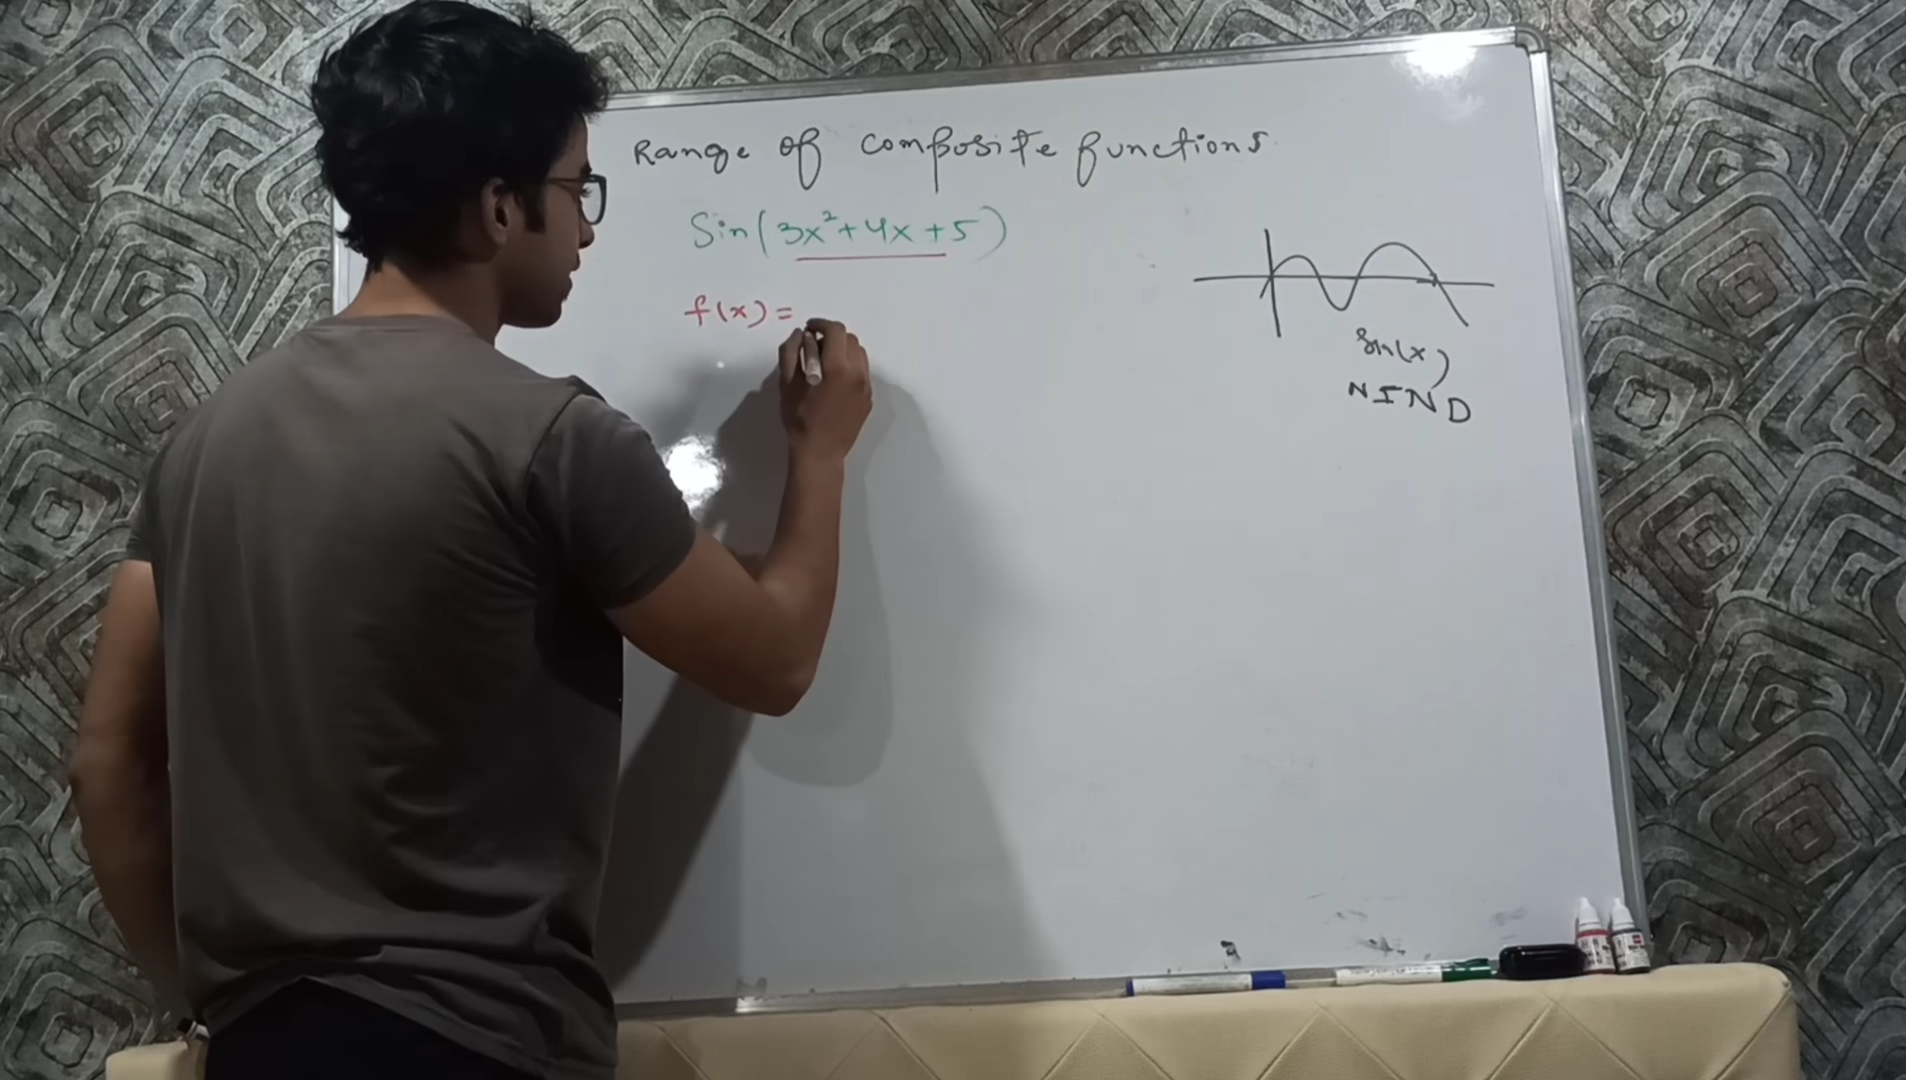 Range of composite functions
Sin(3x²+4x+5)
f(x)=
Sin(x)
NIND